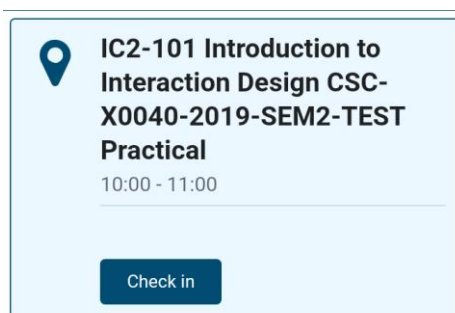 IC2-101 Introduction to
Interaction Design CSC-
X0040-2019-SEM2-TEST
Practical
10:00 - 11:00
Check in